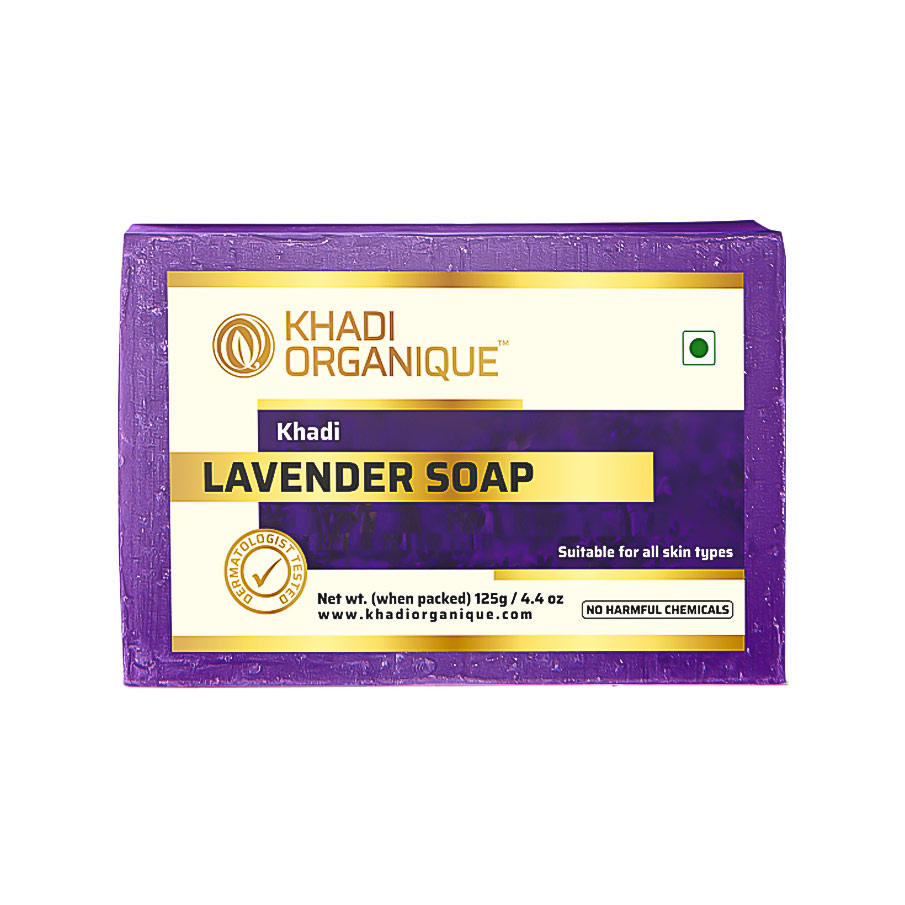 KHADI
ORGANIQUE™
Khadi
LAVENDER SOAP
Suitable for all skin types
DERMATOLOGIST TESTED
Net wt. (when packed) 125g / 4.4 oz
www.khadiorganique.com
NO HARMFUL CHEMICALS